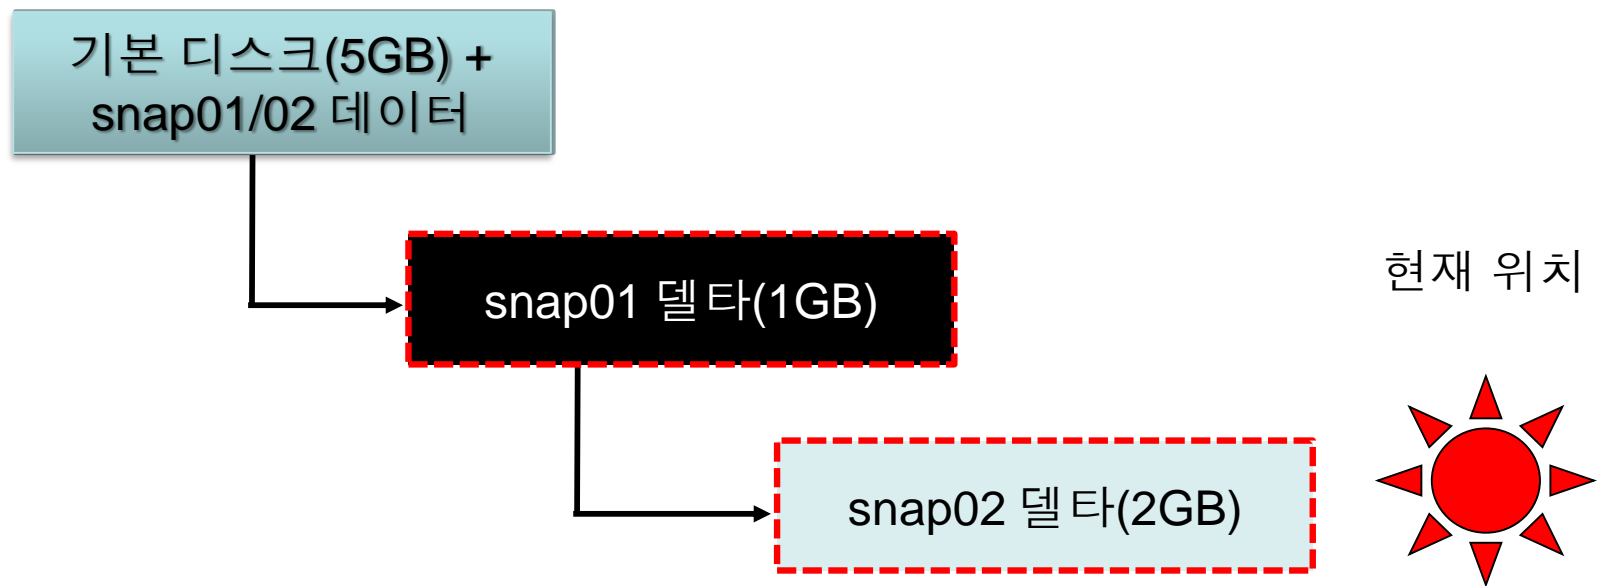 기본 디스크(5GB) +
snap01/02 데이터
snap01 델타(1GB)
현재 위치
snap02 델타(2GB)